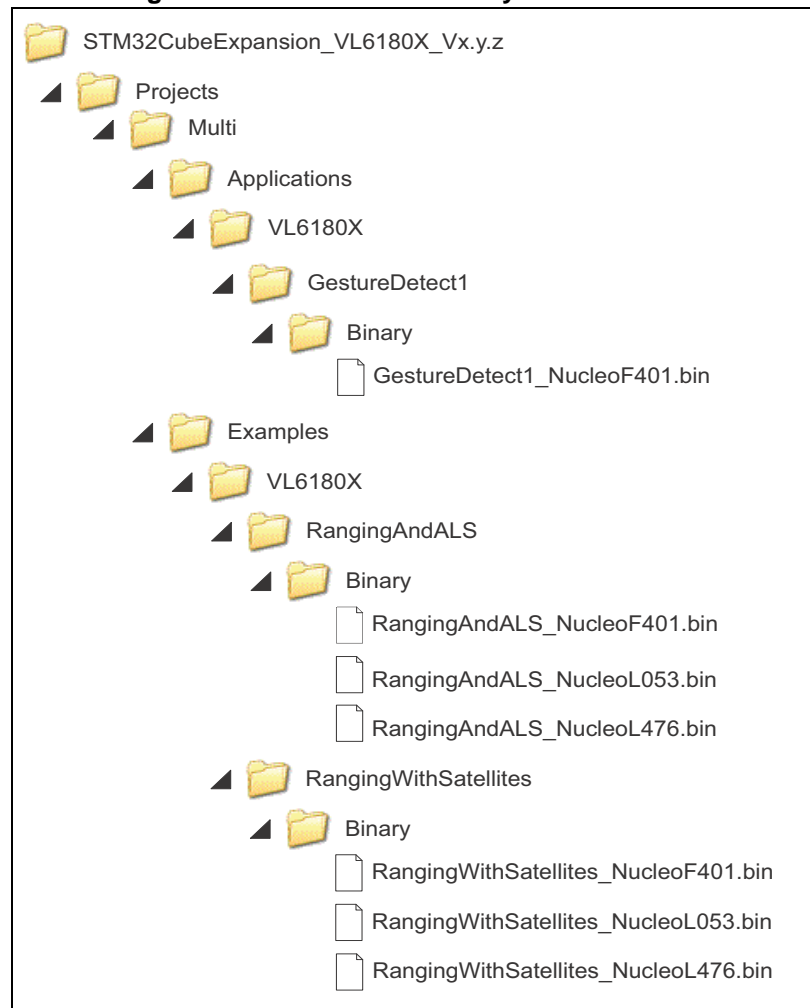 STM32CubeExpansion_VL6180X_Vx.y.z
Projects
Multi
Applications
VL6180X
GestureDetect1
Binary
GestureDetect1_NucleoF401.bin
Examples
VL6180X
RangingAndALS
Binary
RangingAndALS_NucleoF401.bin
RangingAndALS_NucleoL053.bin
RangingAndALS_NucleoL476.bin
RangingWithSatellites
Binary
RangingWithSatellites_NucleoF401.bin
RangingWithSatellites_NucleoL053.bin
RangingWithSatellites_NucleoL476.bin